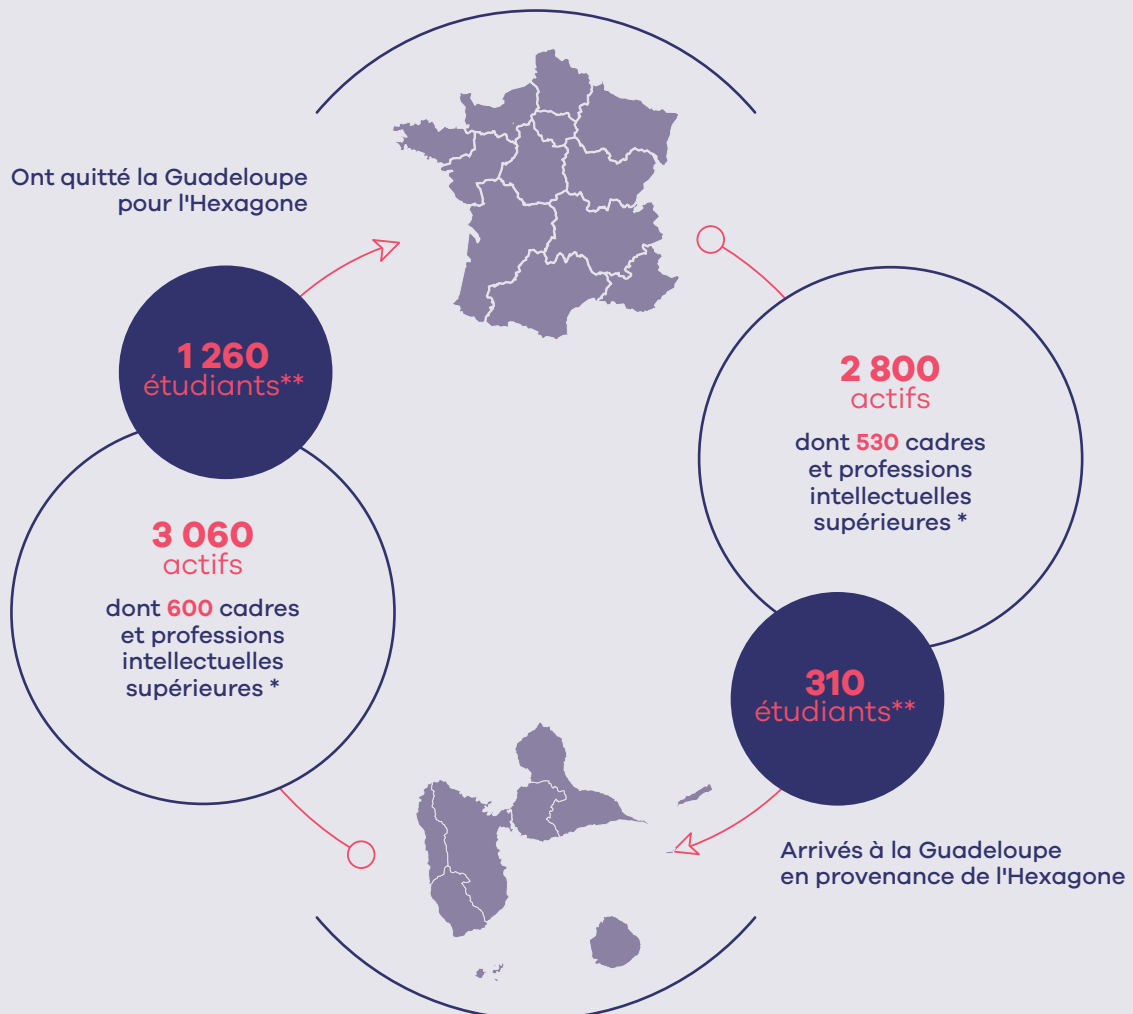 Ont quitté la Guadeloupe
pour l'Hexagone
1 260
étudiants**
3 060
actifs
dont 600 cadres
et professions
intellectuelles
supérieures *
2 800
actifs
dont 530 cadres
et professions
intellectuelles
supérieures *
310
étudiants**
Arrivés à la Guadeloupe
en provenance de l'Hexagone